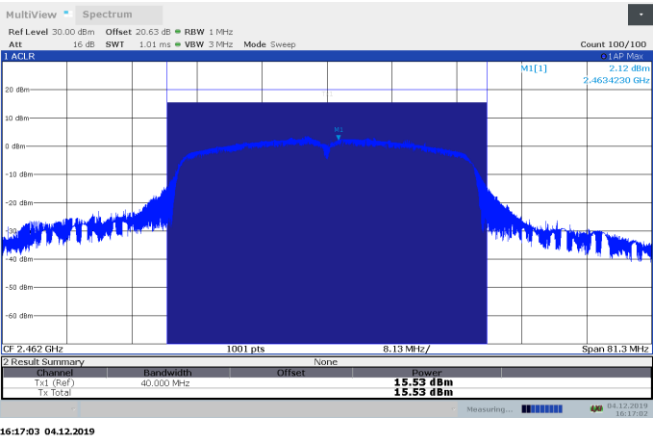 MultiView Spectrum
Ref Level 30.00 dBm Offset 20.63 dB RBW 1 MHz
Att 16 dB SWT 1.01 ms VBW 3 MHz Mode Sweep Count 100/100
1 ACLR 1AP Max
M1[1] 2.12 dBm
2.4634230 GHz
20 dBm
10 dBm
M1
0 dBm
-10 dBm
-20 dBm
-30
-40 dBm
-50 dBm
-60 dBm
CF 2.462 GHz 1001 pts 8.13 MHz/ Span 81.3 MHz
2 Result Summary None
Channel Bandwidth Offset Power
Tx1 (Ref) 40.000 MHz 15.53 dBm
Tx Total 15.53 dBm
Measuring... 04.12.2019
16:17:02
16:17:03 04.12.2019